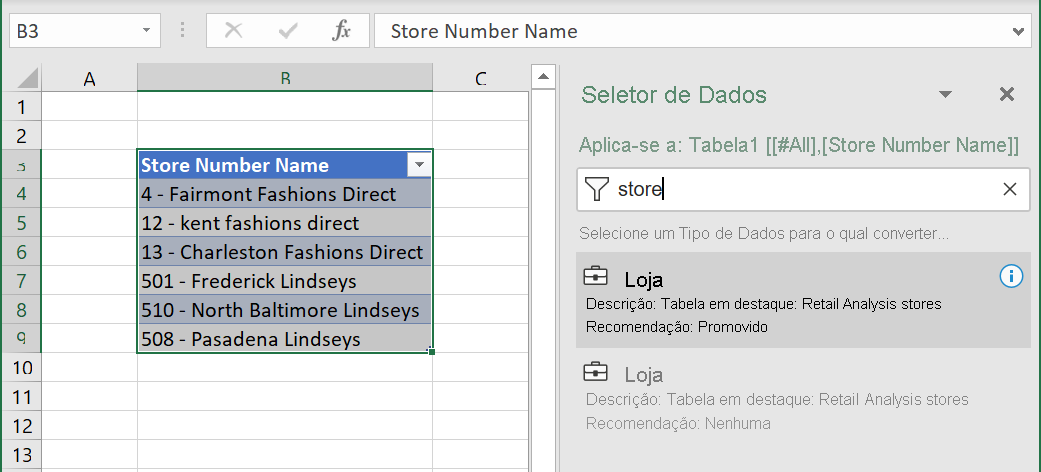 B3
fx
Store Number Name
A B C
1
2
3 Store Number Name
4 4 - Fairmont Fashions Direct
5 12 - kent fashions direct
6 13 - Charleston Fashions Direct
7 501 - Frederick Lindseys
8 510 - North Baltimore Lindseys
9 508 - Pasadena Lindseys
10
11
12
13
Seletor de Dados
Aplica-se a: Tabela1 [[#All],[Store Number Name]]
store
Selecione um Tipo de Dados para o qual converter...
Loja
Descrição: Tabela em destaque: Retail Analysis stores
Recomendação: Promovido
Loja
Descrição: Tabela em destaque: Retail Analysis stores
Recomendação: Nenhuma